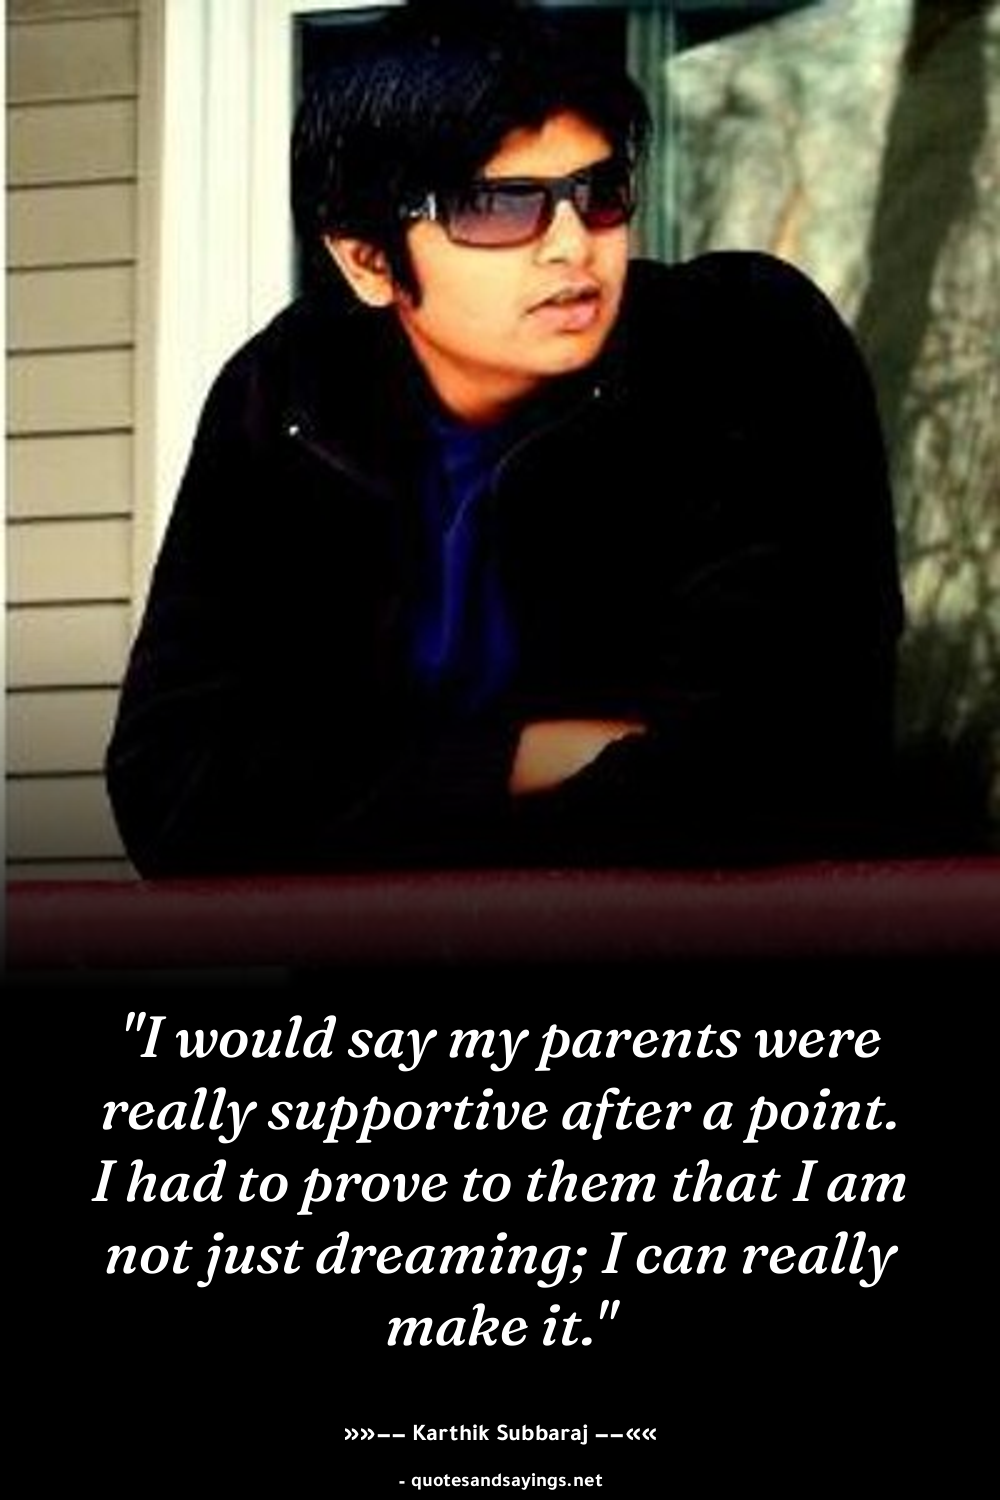 "I would say my parents were
really supportive after a point.
I had to prove to them that I am
not just dreaming; I can really
make it."
»»−− Karthik Subbaraj −−««
- quotesandsayings.net